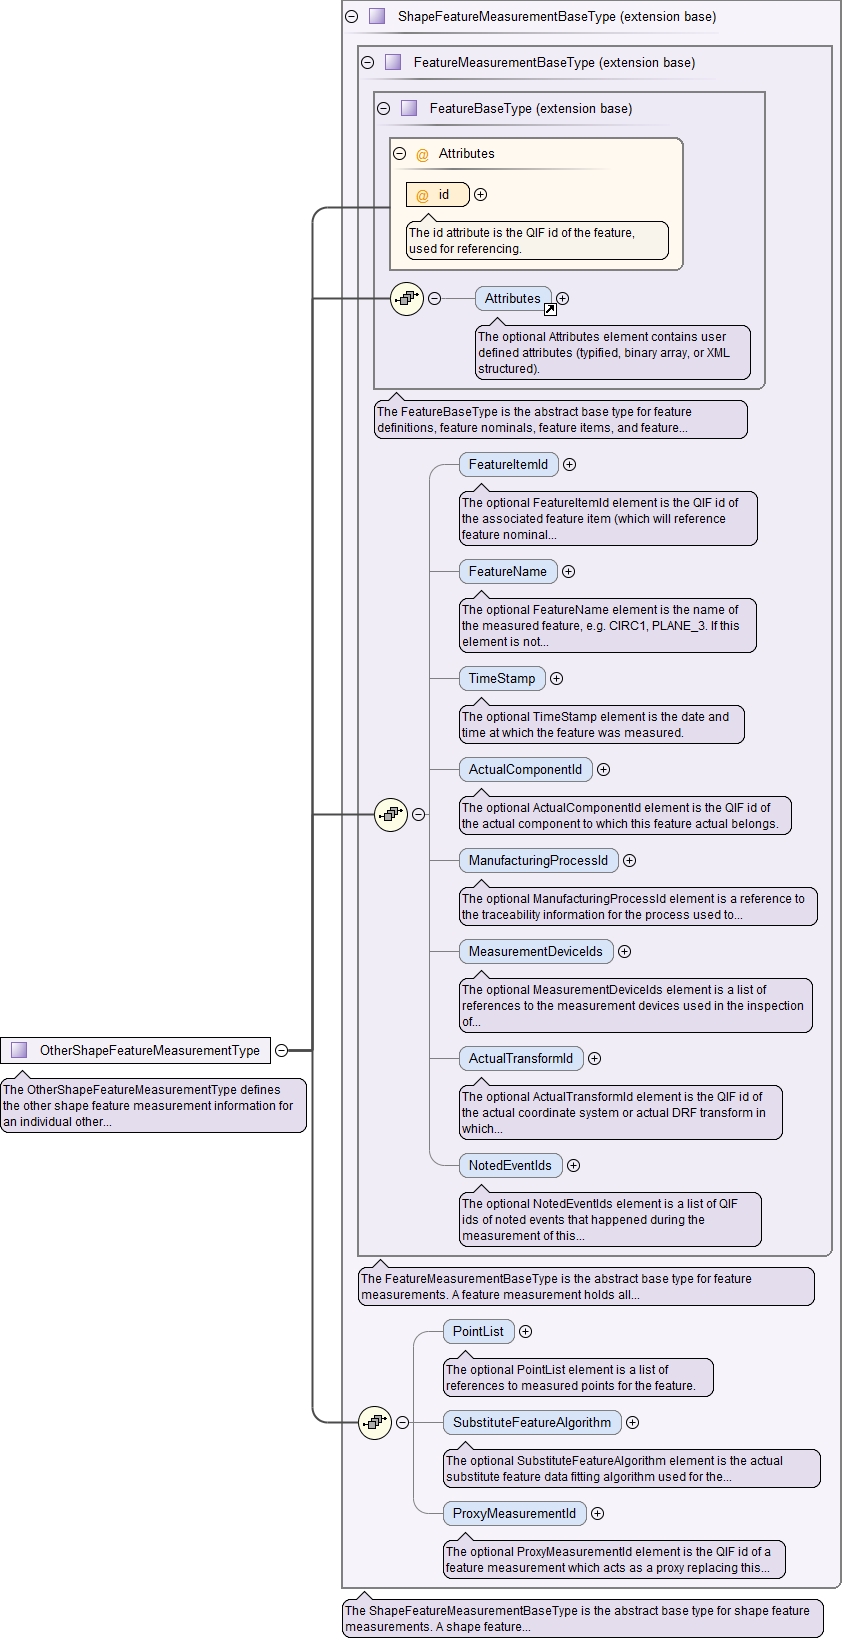 ShapeFeatureMeasurementBaseType (extension base)
FeatureMeasurementBaseType (extension base)
FeatureBaseType (extension base)
@ Attributes
@ id
The id attribute is the QIF id of the feature,
used for referencing.
Attributes
The optional Attributes element contains user
defined attributes (typified, binary array, or XML
structured).
The FeatureBaseType is the abstract base type for feature
definitions, feature nominals, feature items, and feature...
FeatureItemId
The optional FeatureItemId element is the QIF id of
the associated feature item (which will reference
feature nominal...
FeatureName
The optional FeatureName element is the name of
the measured feature, e.g. CIRC1, PLANE_3. If this
element is not...
TimeStamp
The optional TimeStamp element is the date and
time at which the feature was measured.
ActualComponentId
The optional ActualComponentId element is the QIF id of
the actual component to which this feature actual belongs.
ManufacturingProcessId
The optional ManufacturingProcessId element is a reference to
the traceability information for the process used to...
MeasurementDeviceIds
The optional MeasurementDeviceIds element is a list of
references to the measurement devices used in the inspection
of...
OtherShapeFeatureMeasurementType
The OtherShapeFeatureMeasurementType defines
the other shape feature measurement information for
an individual other...
ActualTransformId
The optional ActualTransformId element is the QIF id of
the actual coordinate system or actual DRF transform in
which...
NotedEventIds
The optional NotedEventIds element is a list of QIF
ids of noted events that happened during the
measurement of this...
The FeatureMeasurementBaseType is the abstract base type for feature
measurements. A feature measurement holds all...
PointList
The optional PointList element is a list of
references to measured points for the feature.
SubstituteFeatureAlgorithm
The optional SubstituteFeatureAlgorithm element is the actual
substitute feature data fitting algorithm used for the...
ProxyMeasurementId
The optional ProxyMeasurementId element is the QIF id of a
feature measurement which acts as a proxy replacing this...
The ShapeFeatureMeasurementBaseType is the abstract base type for shape feature
measurements. A shape feature...